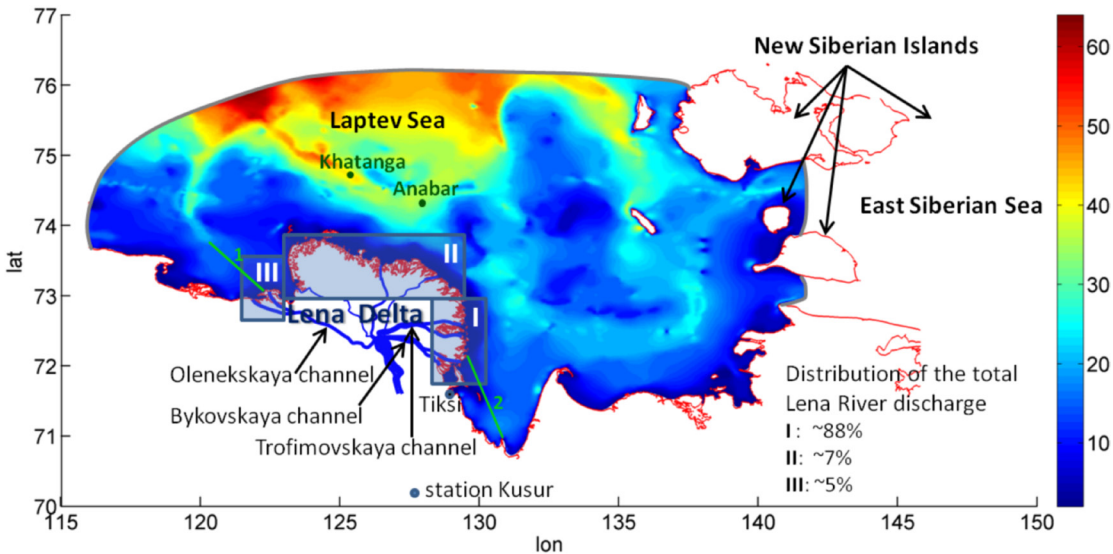 77
76
75
74
73
72
71
70
lat
115
120
125
130
135
140
145
150
lon
60
50
40
30
20
10
New Siberian Islands
Laptev Sea
Khatanga
Anabar
East Siberian Sea
1
III
II
I
Lena Delta
2
Olenekskaya channel
Bykovskaya channel
Trofimovskaya channel
Tiksi
station Kusur
Distribution of the total
Lena River discharge
I : ~88%
II: ~7%
III: ~5%